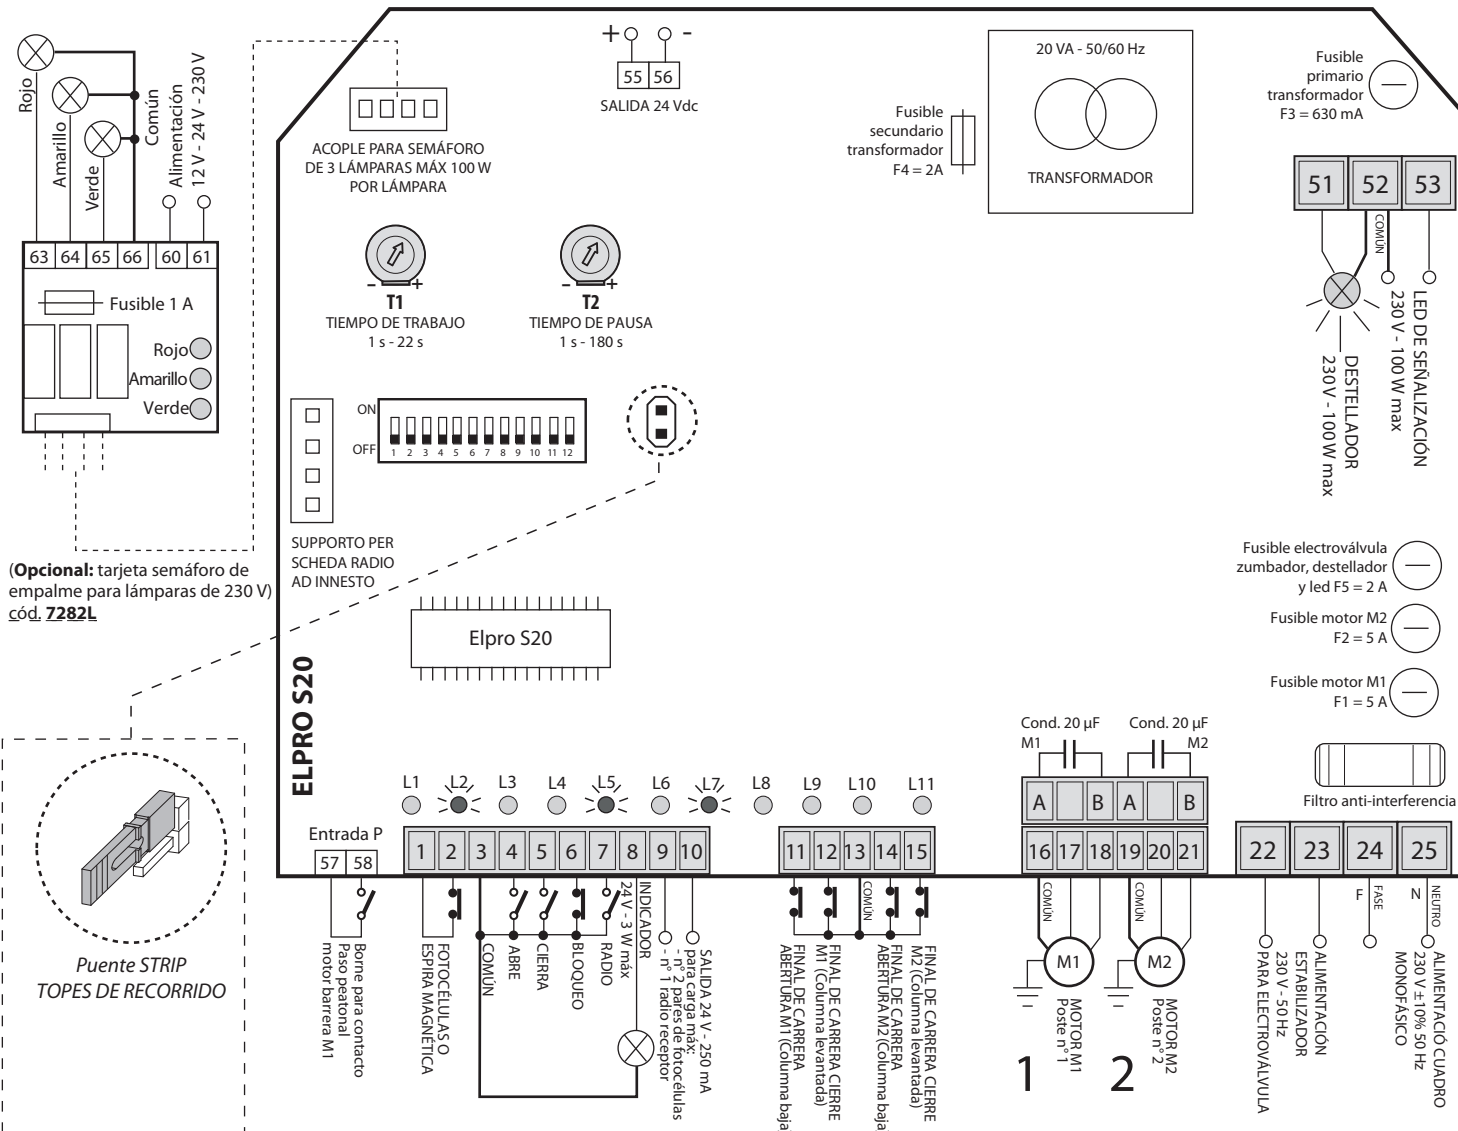 Rojo
Amarillo
Verde
Común
Alimentación
12 V - 24 V - 230 V
63 64 65 66 60 61
Fusible 1 A
Rojo
Amarillo
Verde
(Opcional: tarjeta semáforo de
empalme para lámparas de 230 V)
cód. 7282L
ACOPLE PARA SEMÁFORO
DE 3 LÁMPARAS MÁX 100 W
POR LÁMPARA
+ -
55 56
SALIDA 24 Vdc
- +
T1
TIEMPO DE TRABAJO
1 s - 22 s
- +
T2
TIEMPO DE PAUSA
1 s - 180 s
Fusible
secundario
transformador
F4 = 2A
20 VA - 50/60 Hz
TRANSFORMADOR
Fusible
primario
transformador
F3 = 630 mA
51 52 53
COMÚN
DESTELLADOR
230V - 100W max
230 V - 100 W max
LED DE SEÑALIZACIÓN
ON
OFF
1 2 3 4 5 6 7 8 9 10 11 12
SUPPORTO PER
SCHEDA RADIO
AD INNESTO
Elpro S20
ELPRO S20
Fusible electroválvula
zumbador, destellador
y led F5 = 2 A
Fusible motor M2
F2 = 5 A
Fusible motor M1
F1 = 5 A
Filtro anti-interferencia
Puente STRIP
TOPES DE RECORRIDO
L1 L2 L3 L4 L5 L6 L7 L8 L9 L10 L11
Entrada P
57 58
1 2 3 4 5 6 7 8 9 10
11 12 13 14 15
Cond. 20 µF
M1
Cond. 20 µF
M2
A B A B
16 17 18 19 20 21
22 23 24 25
Borne para contacto
Paso peatonal
motor barrera M1
FOTOCÉLULAS O
ESPIRA MAGNÉTICA
COMÚN
ABRE
CIERRA
BLOQUEO
RADIO
INDICADOR
24 V - 3 W máx
SALIDA 24 V - 250 mA
para carga máx:
- n° 2 pares de fotocélulas
- n° 1 radio receptor
FINAL DE CARRERA
ABERTURA M1 (Columna baja
FINAL DE CARRERA CIERRE
M1 (Columna levantada)
COMÚN
FINAL DE CARRERA
ABERTURA M2 (Columna baja
FINAL DE CARRERA CIERRE
M2 (Columna levantada)
COMÚN
M1
MOTOR M1
Poste n° 1
1
COMÚN
M2
MOTOR M2
Poste n° 2
2
230 V - 50 Hz
PARA ELECTROVÁLVULA
ALIMENTACIÓN
ESTABILIZADOR
F
FASE
N
NEUTRO
ALIMENTACIÓ CUADRO
230 V ±10% 50 Hz
MONOFÁSICO